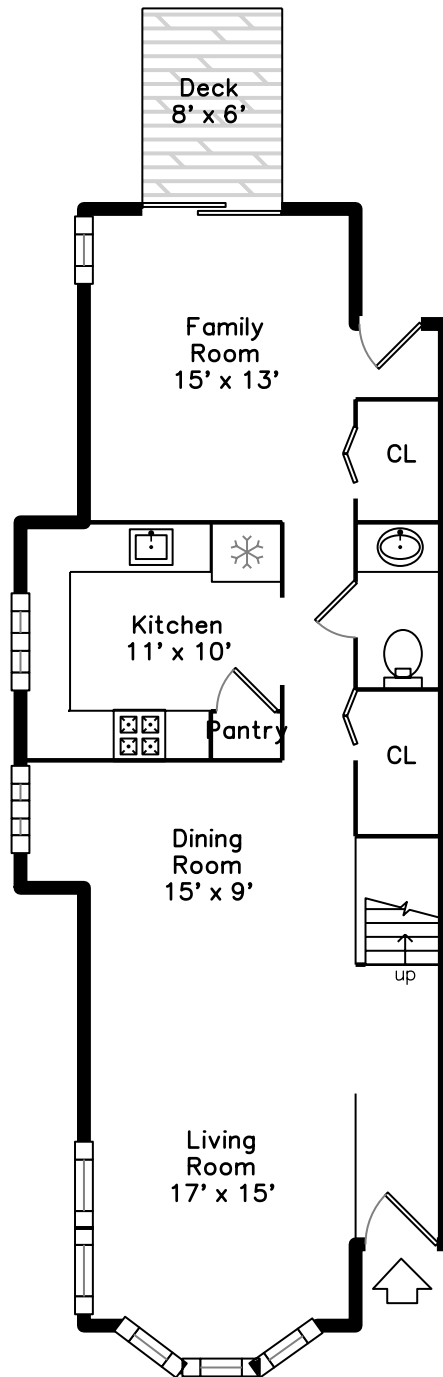 Deck
8' x 6'
Family
Room
15' x 13'
CL
Kitchen
11' x 10'
Pantry
CL
Dining
Room
15' x 9'
up
Living
Room
17' x 15'